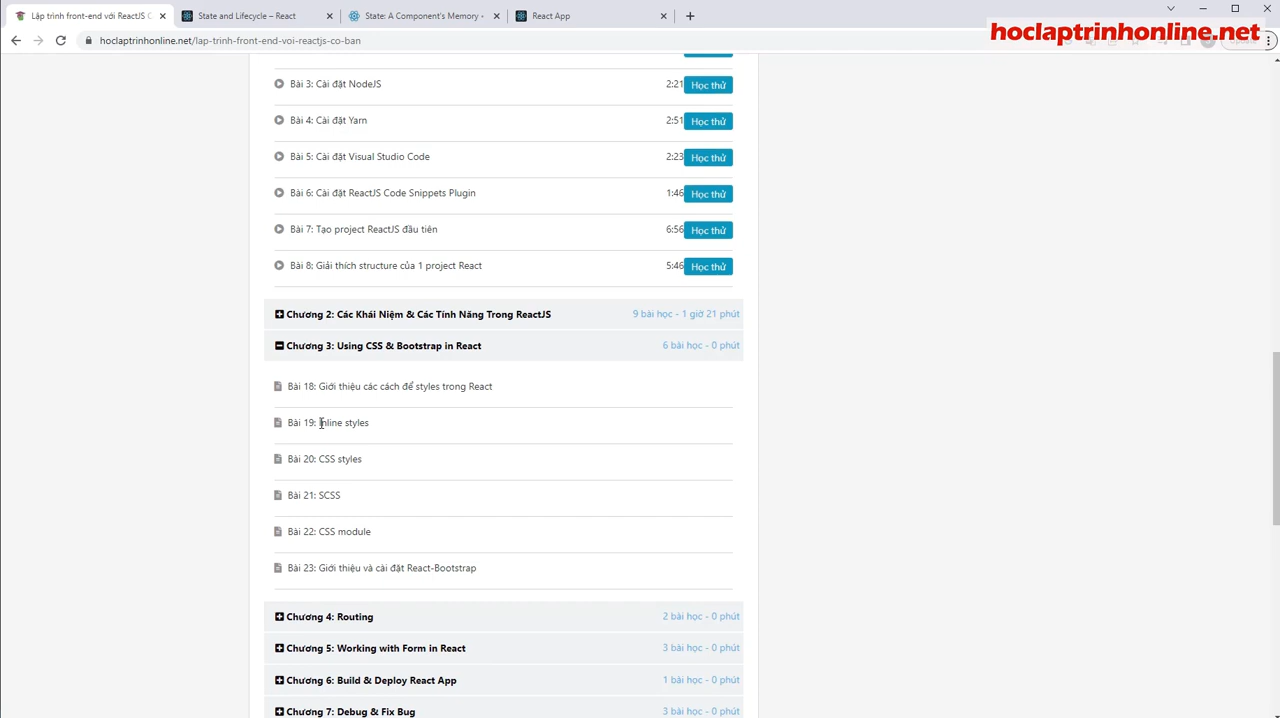 Lập trình front-end với ReactJS C
State and Lifecycle – React
State: A Component's Memory
React App
hoclaptrinhonline.net/lap-trinh-front-end-voi-reactjs-co-ban
hoclaptrinhonline.net
Bài 3: Cài đặt NodeJS 2:21 Học thử
Bài 4: Cài đặt Yarn 2:51 Học thử
Bài 5: Cài đặt Visual Studio Code 2:23 Học thử
Bài 6: Cài đặt ReactJS Code Snippets Plugin 1:46 Học thử
Bài 7: Tạo project ReactJS đầu tiên 6:56 Học thử
Bài 8: Giải thích structure của 1 project React 5:46 Học thử
Chương 2: Các Khái Niệm & Các Tính Năng Trong ReactJS 9 bài học - 1 giờ 21 phút
Chương 3: Using CSS & Bootstrap in React 6 bài học - 0 phút
Bài 18: Giới thiệu các cách để styles trong React
Bài 19: Inline styles
Bài 20: CSS styles
Bài 21: SCSS
Bài 22: CSS module
Bài 23: Giới thiệu và cài đặt React-Bootstrap
Chương 4: Routing 2 bài học - 0 phút
Chương 5: Working with Form in React 3 bài học - 0 phút
Chương 6: Build & Deploy React App 1 bài học - 0 phút
Chương 7: Debug & Fix Bug 3 bài học - 0 phút